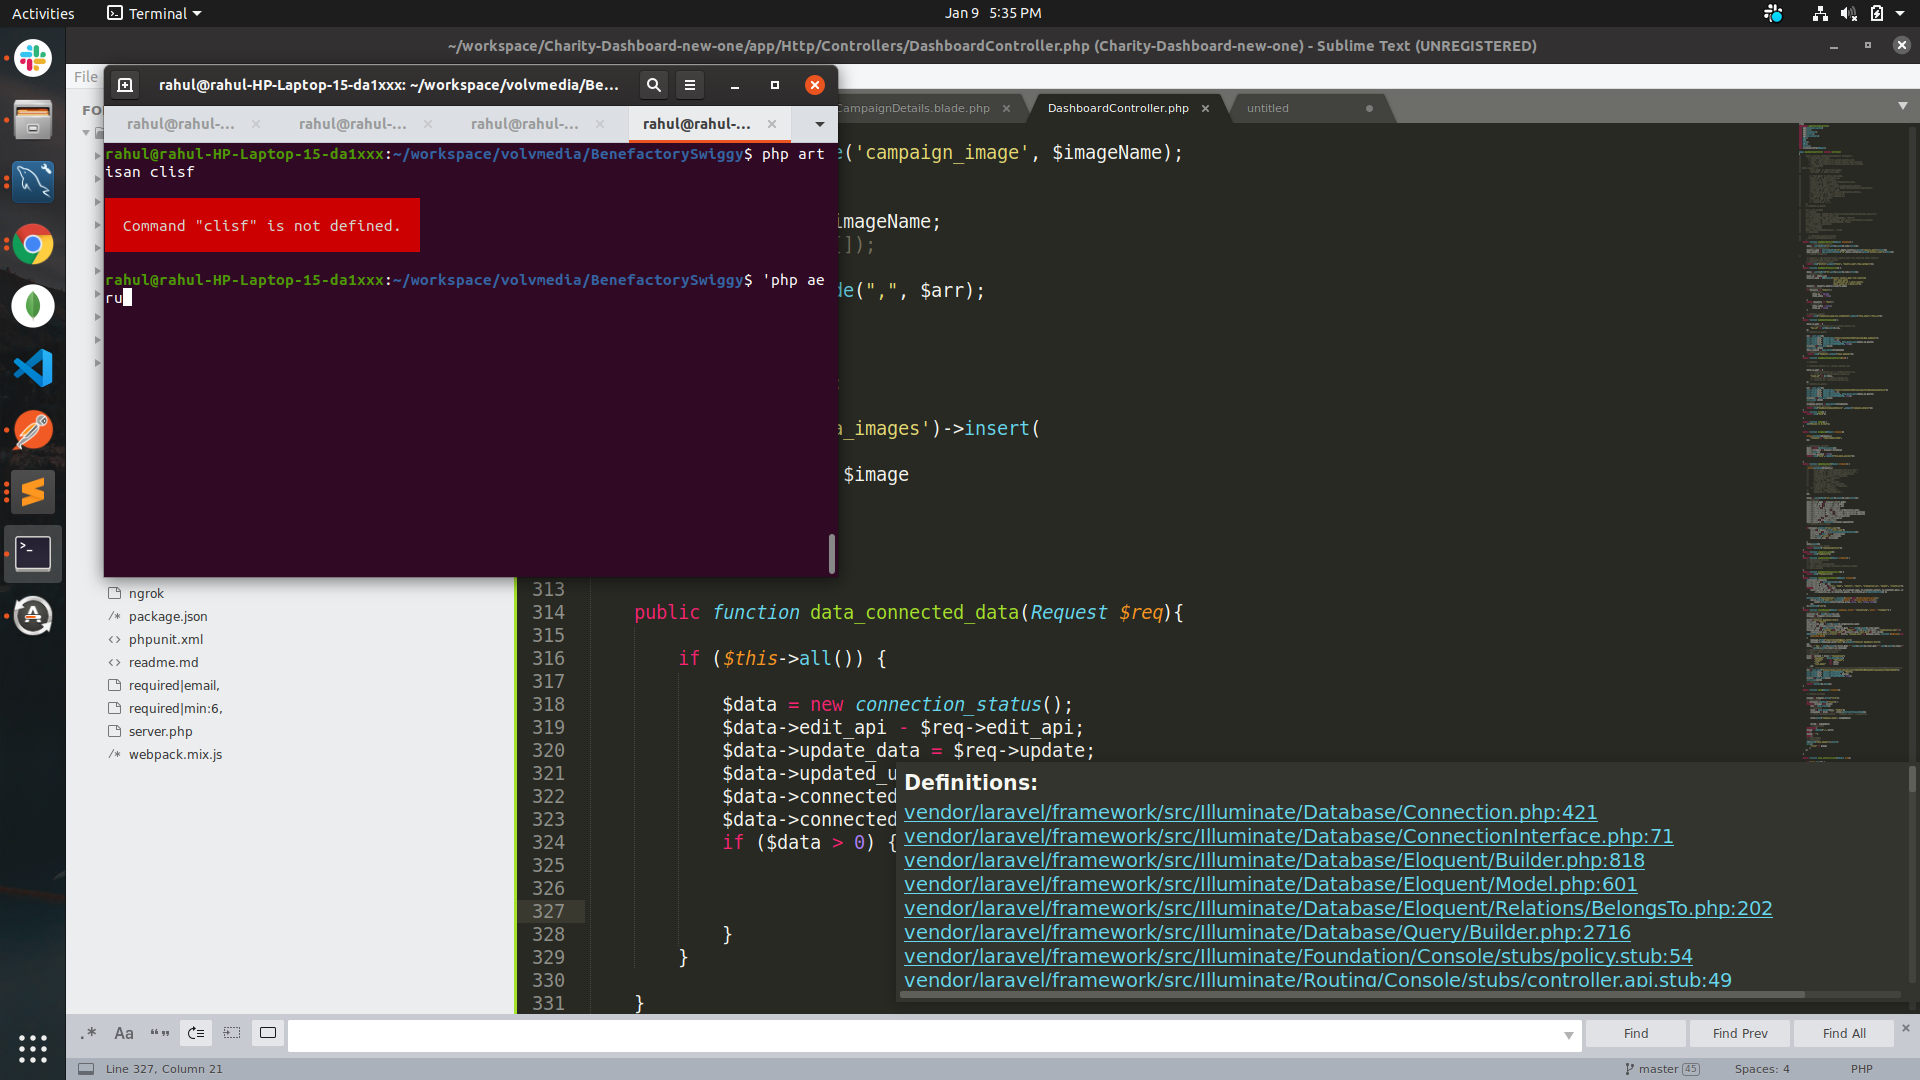 Activities
Terminal
Jan 9 5:35 PM
~/workspace/Charity-Dashboard-new-one/app/Http/Controllers/DashboardController.php (Charity-Dashboard-new-one) - Sublime Text (UNREGISTERED)
File
FO
rahul@rahul-HP-Laptop-15-da1xxx: ~/workspace/volvmedia/Be...
rahul@rahul-... rahul@rahul-... rahul@rahul-... rahul@rahul-...
rahul@rahul-HP-Laptop-15-da1xxx:~/workspace/volvmedia/BenefactorySwiggy$ php art
isan clisf
Command "clisf" is not defined.
rahul@rahul-HP-Laptop-15-da1xxx:~/workspace/volvmedia/BenefactorySwiggy$ 'php ae
ru
CampaignDetails.blade.php DashboardController.php untitled
('campaign_image', $imageName);
imageName;
[]);
de(",", $arr);
_images')->insert(
$image
ngrok
package.json
phpunit.xml
readme.md
required|email,
required|min:6,
server.php
webpack.mix.js
313
314 public function data_connected_data(Request $req){
315
316 if ($this->all()) {
317
318 $data = new connection_status();
319 $data->edit_api - $req->edit_api;
320 $data->update_data = $req->update;
321 $data->updated_u
322 $data->connected
323 $data->connected
324 if ($data > 0) {
325
326
327
328 }
329 }
330
331 }
Definitions:
vendor/laravel/framework/src/Illuminate/Database/Connection.php:421
vendor/laravel/framework/src/Illuminate/Database/ConnectionInterface.php:71
vendor/laravel/framework/src/Illuminate/Database/Eloquent/Builder.php:818
vendor/laravel/framework/src/Illuminate/Database/Eloquent/Model.php:601
vendor/laravel/framework/src/Illuminate/Database/Eloquent/Relations/BelongsTo.php:202
vendor/laravel/framework/src/Illuminate/Database/Query/Builder.php:2716
vendor/laravel/framework/src/Illuminate/Foundation/Console/stubs/policy.stub:54
vendor/laravel/framework/src/Illuminate/Routing/Console/stubs/controller.api.stub:49
.* Aa “” Find Find Prev Find All
Line 327, Column 21 master 45 Spaces: 4 PHP